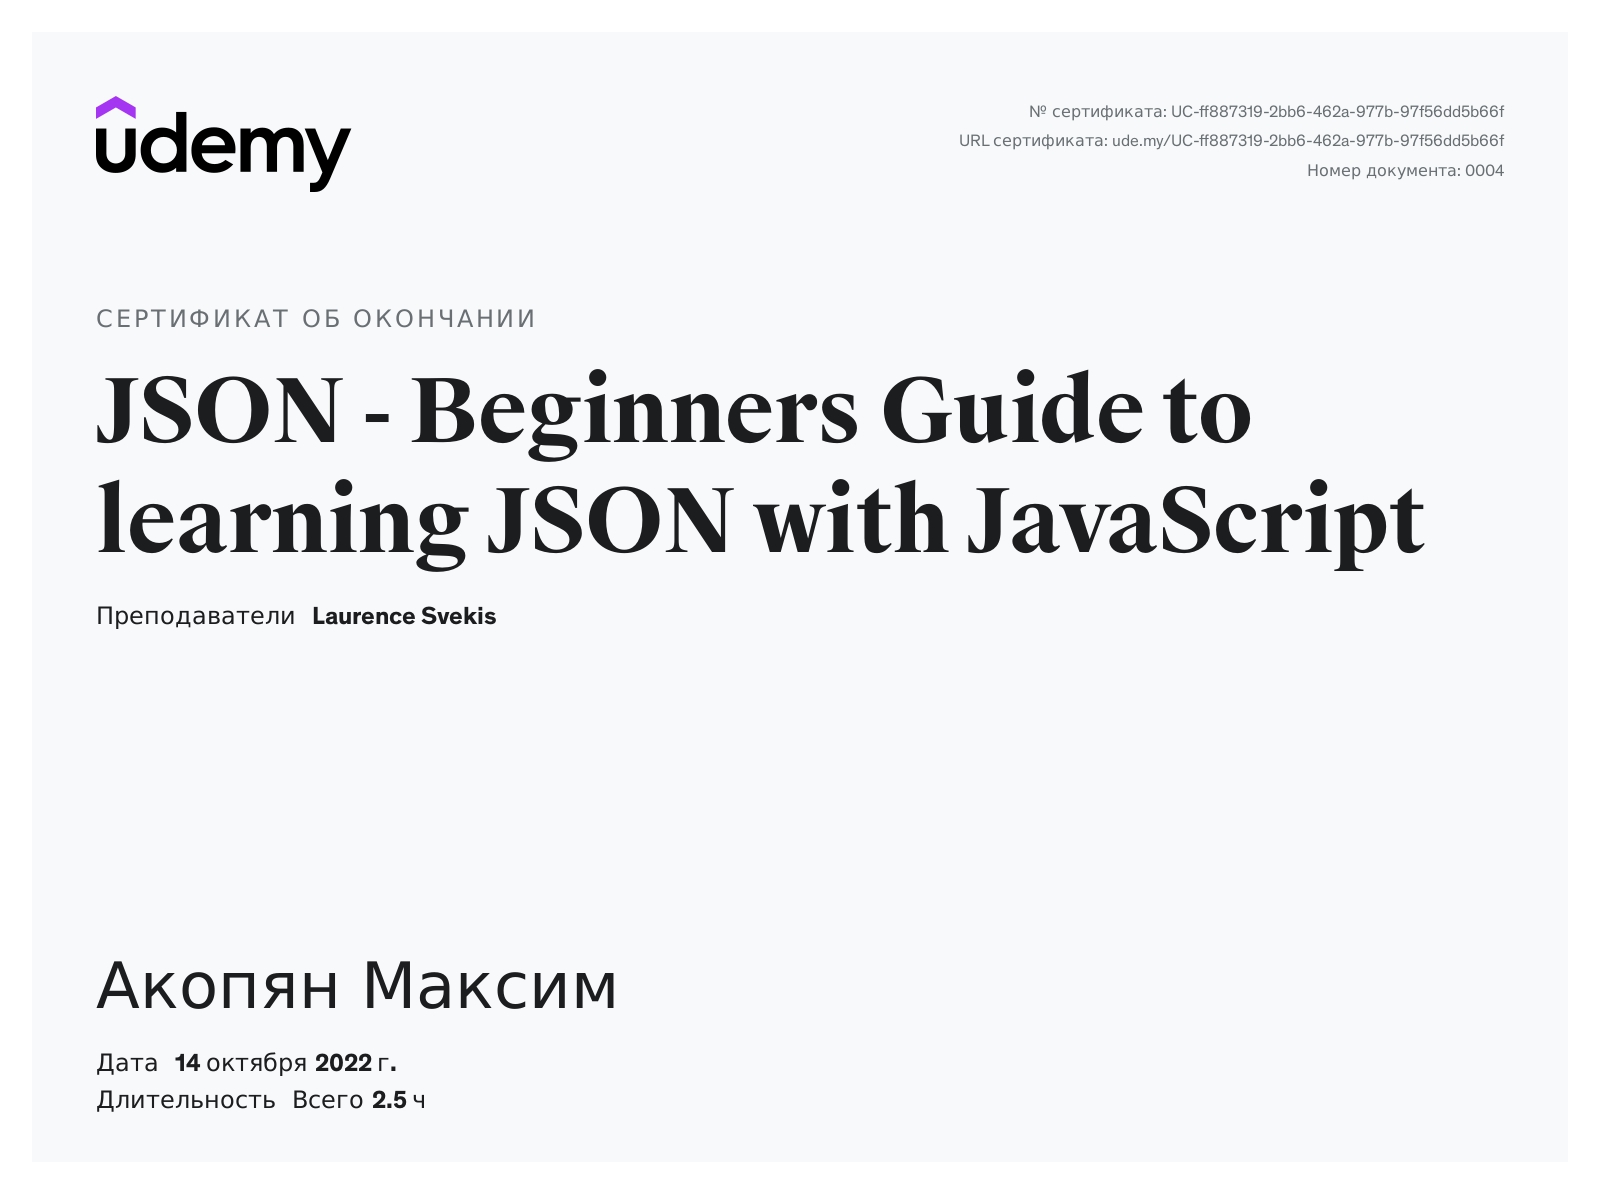 udemy
№ сертификата: UC-ff887319-2bb6-462a-977b-97f56dd5b66f
URL сертификата: ude.my/UC-ff887319-2bb6-462a-977b-97f56dd5b66f
Номер документа: 0004
СЕРТИФИКАТ ОБ ОКОНЧАНИИ
JSON - Beginners Guide to
learning JSON with JavaScript
Преподаватели Laurence Svekis
Акопян Максим
Дата 14 октября 2022 г.
Длительность Всего 2.5 ч